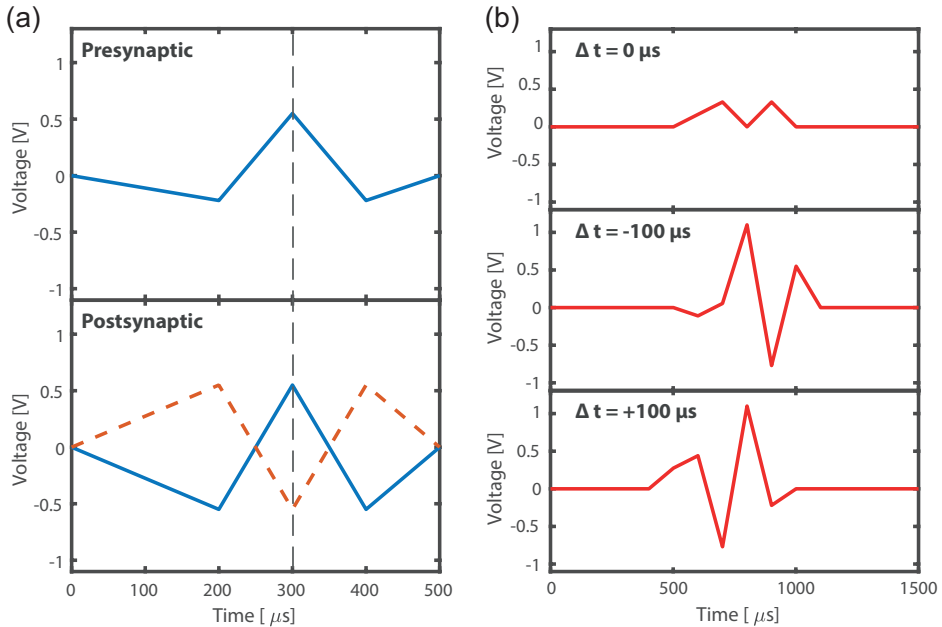 (a)
Presynaptic
1
0.5
0
-0.5
-1
Voltage [V]
Postsynaptic
1
0.5
0
-0.5
-1
Voltage [V]
0 100 200 300 400 500
Time [ μs]
(b)
Δ t = 0 μs
1
0.5
0
-0.5
-1
Voltage [V]
Δ t = -100 μs
1
0.5
0
-0.5
-1
Voltage [V]
Δ t = +100 μs
1
0.5
0
-0.5
-1
Voltage [V]
0 500 1000 1500
Time [ μs]